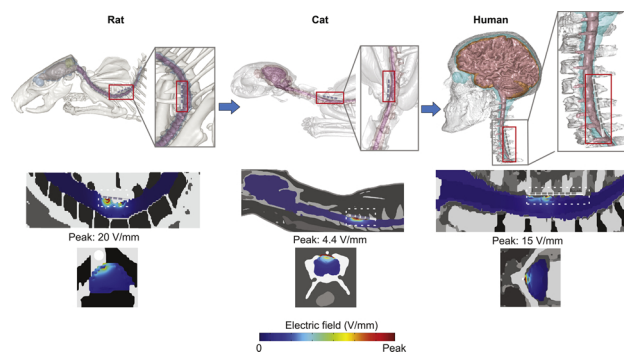 Rat
Cat
Human
Peak: 20 V/mm
Peak: 4.4 V/mm
Peak: 15 V/mm
Electric field (V/mm)
0
Peak